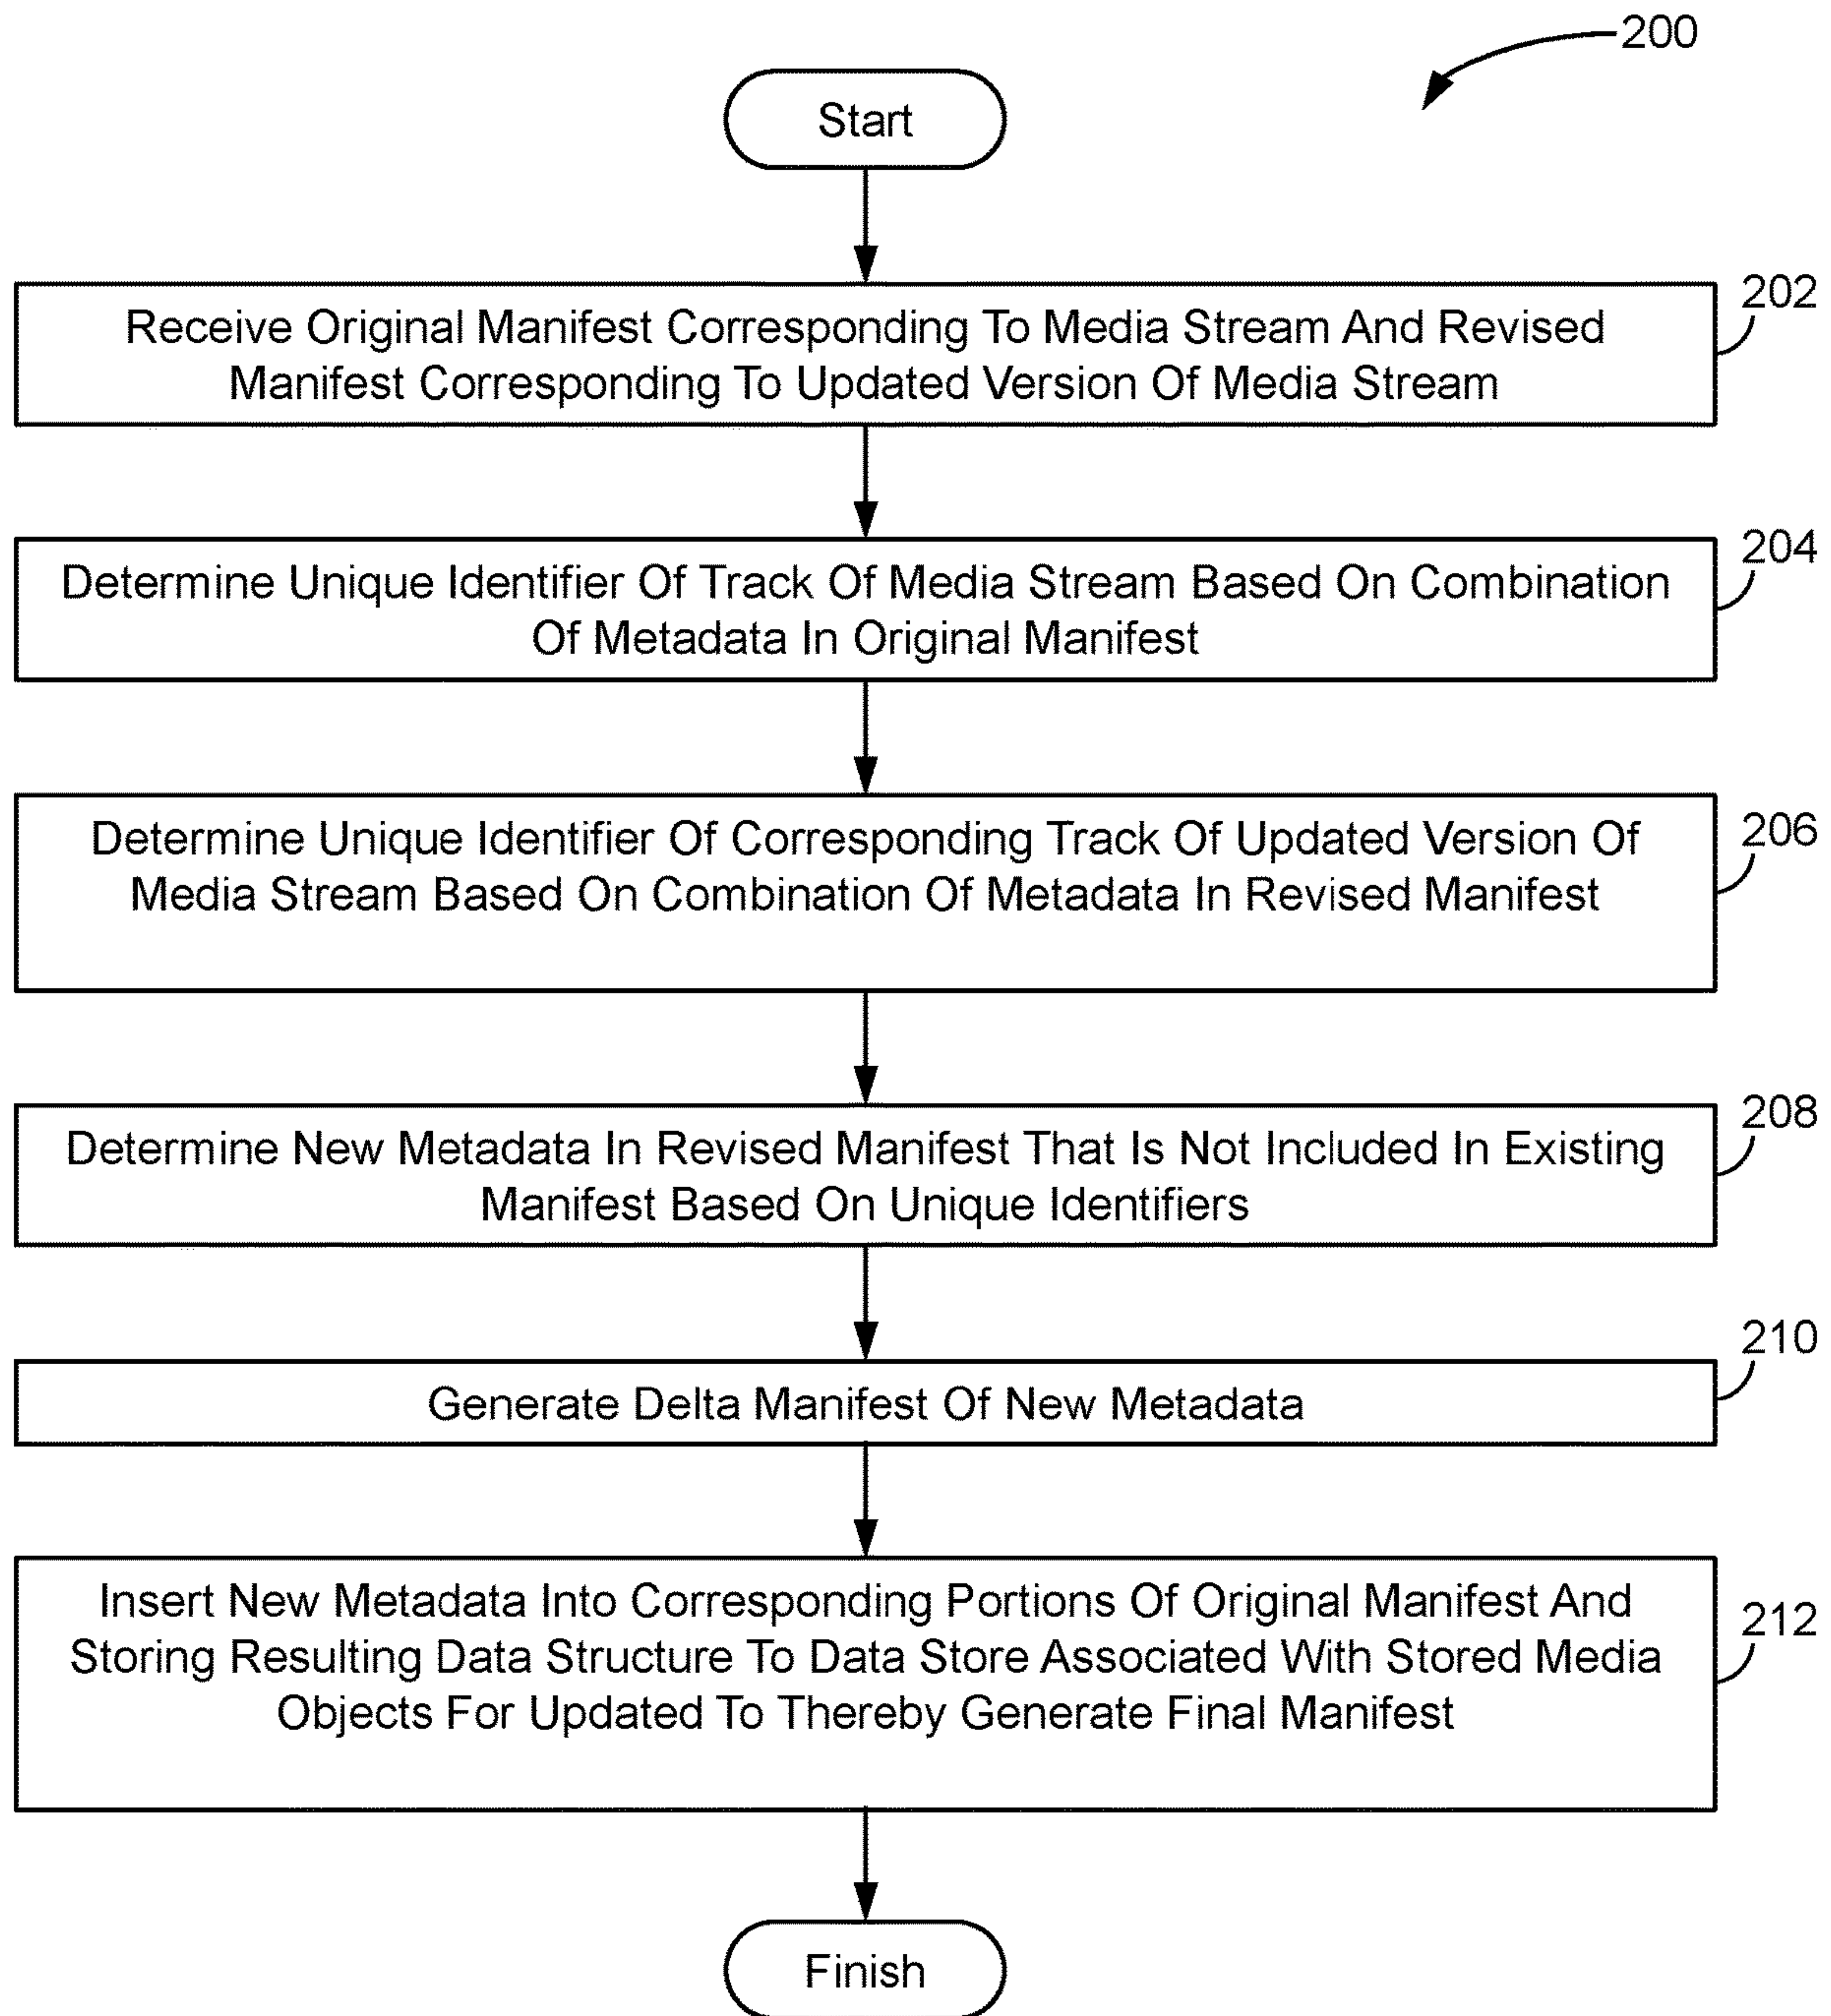 200
Start
202
Receive Original Manifest Corresponding To Media Stream And Revised
Manifest Corresponding To Updated Version Of Media Stream
204
Determine Unique Identifier Of Track Of Media Stream Based On Combination
Of Metadata In Original Manifest
206
Determine Unique Identifier Of Corresponding Track Of Updated Version Of
Media Stream Based On Combination Of Metadata In Revised Manifest
208
Determine New Metadata In Revised Manifest That Is Not Included In Existing
Manifest Based On Unique Identifiers
210
Generate Delta Manifest Of New Metadata
212
Insert New Metadata Into Corresponding Portions Of Original Manifest And
Storing Resulting Data Structure To Data Store Associated With Stored Media
Objects For Updated To Thereby Generate Final Manifest
Finish